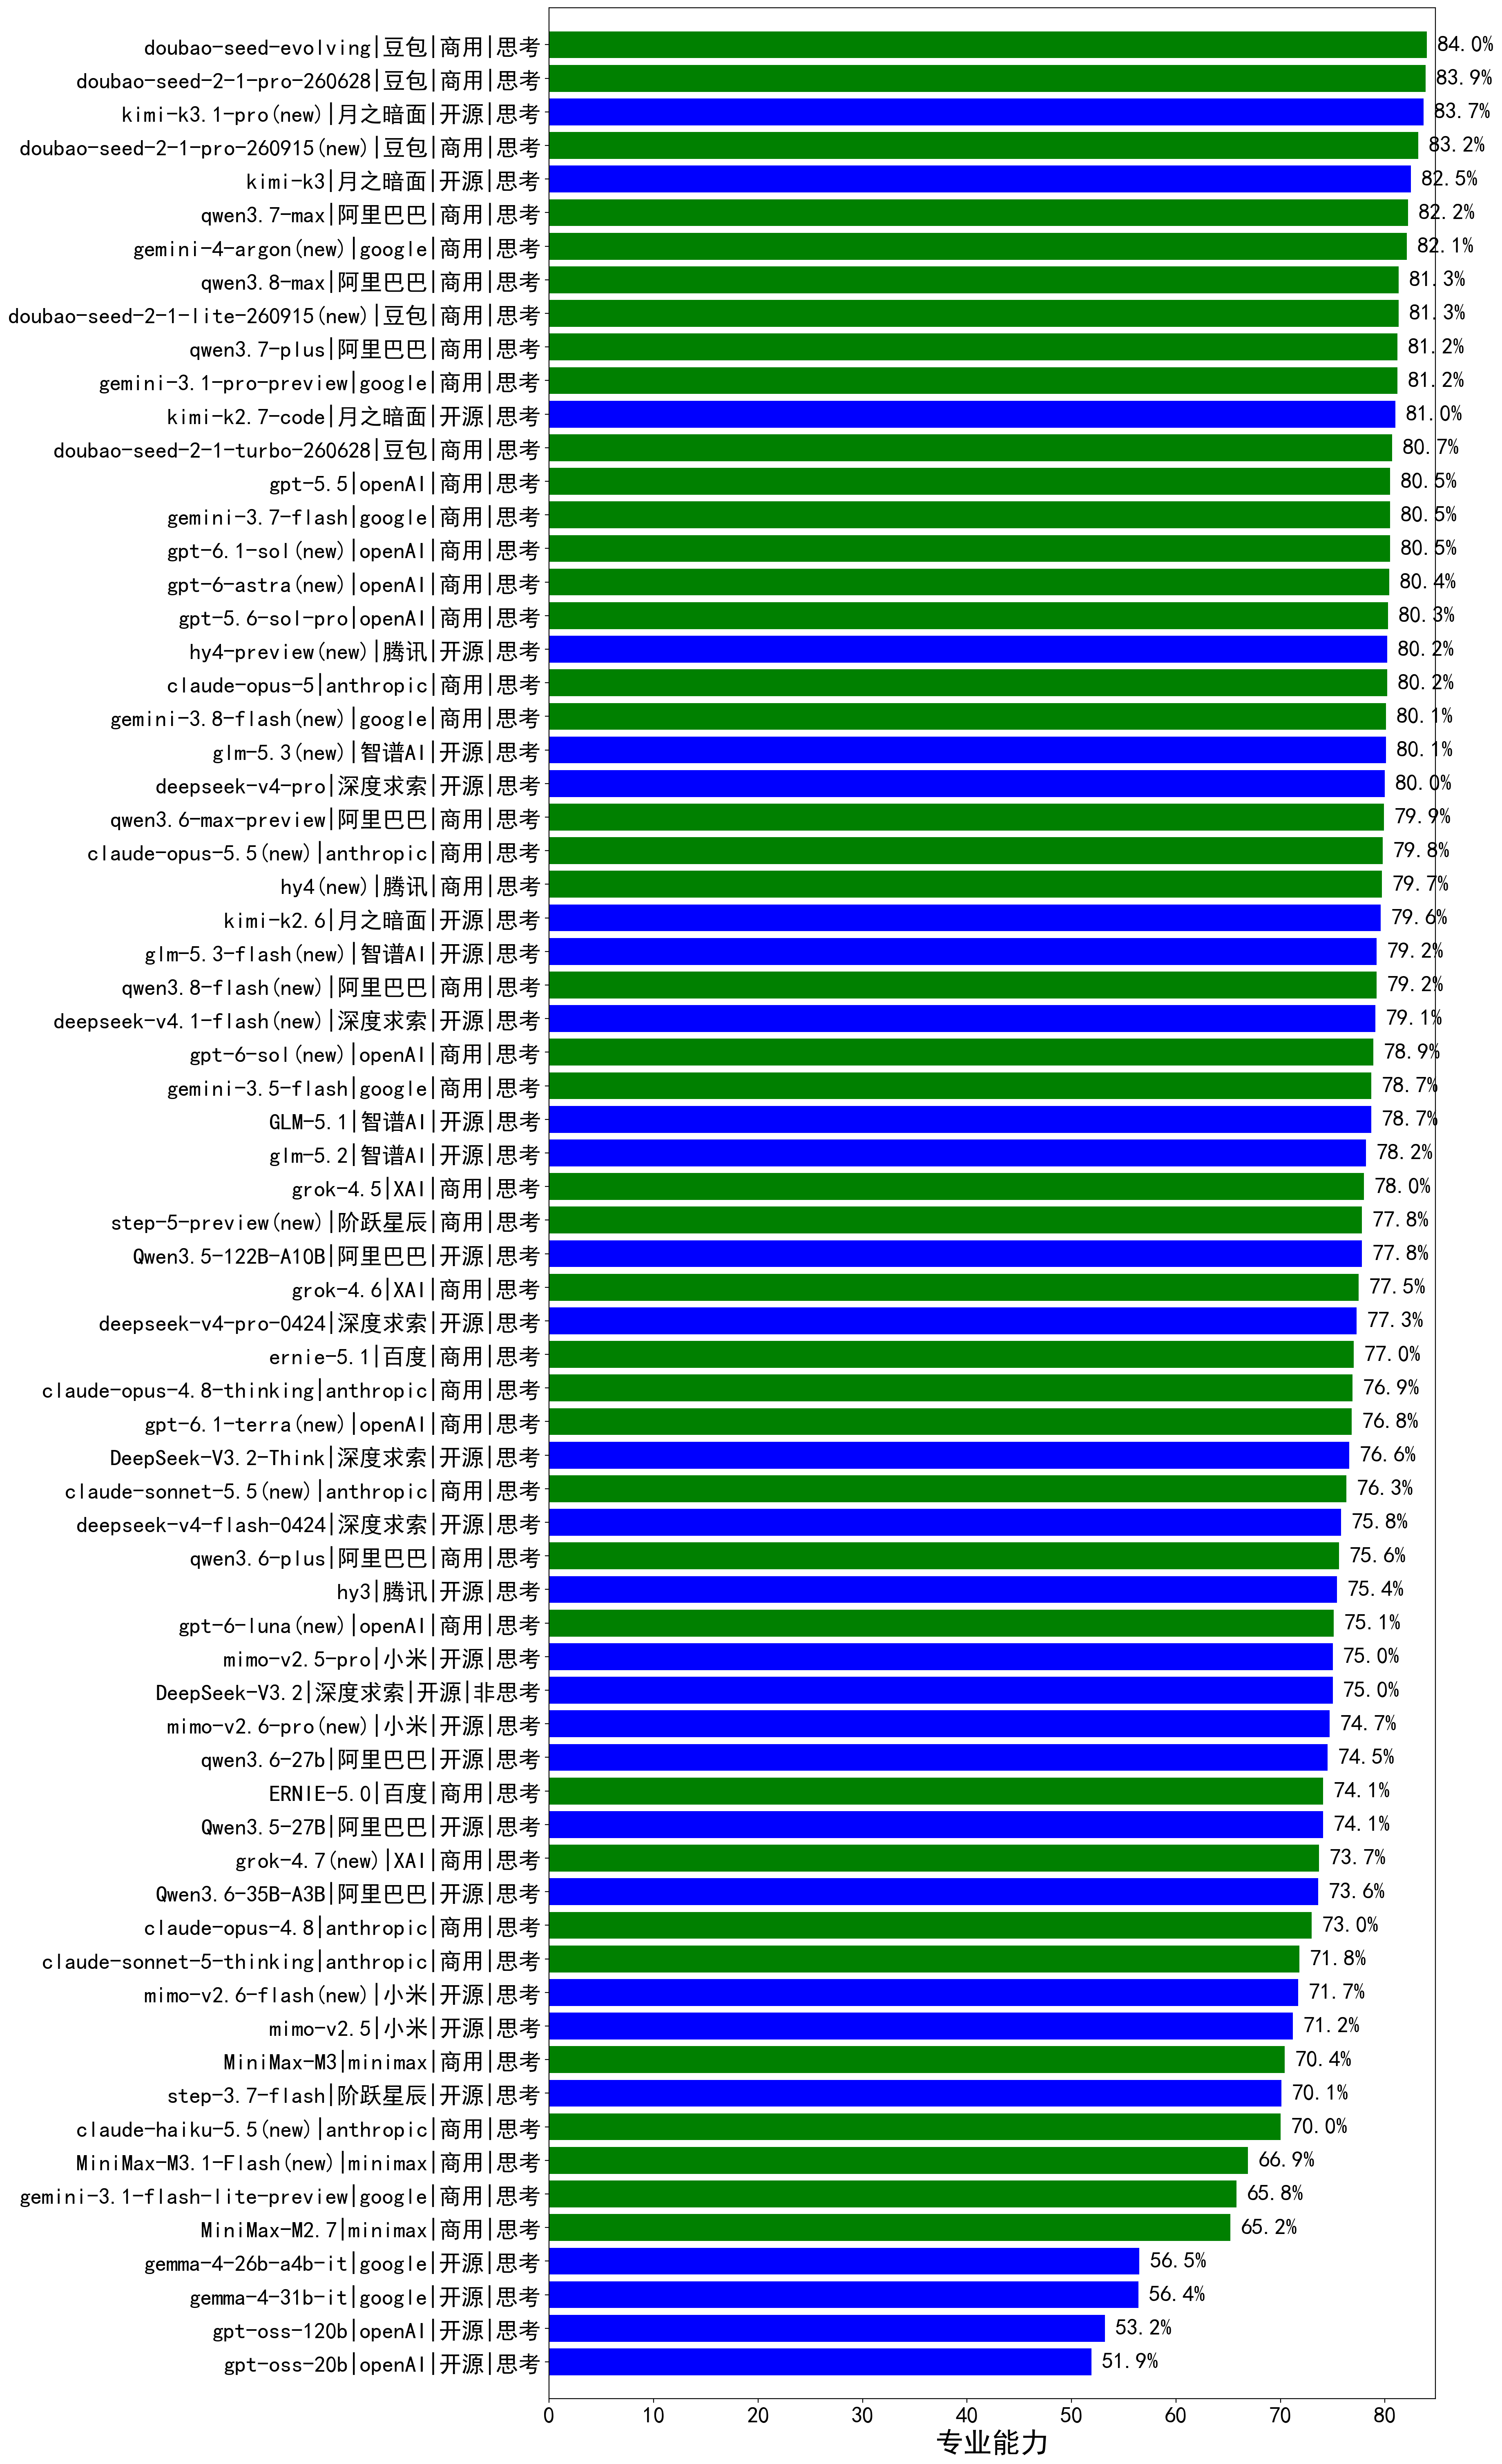 doubao-seed-evolving|豆包|商用|思考 84.0%
doubao-seed-2-1-pro-260628|豆包|商用|思考 83.9%
kimi-k3.1-pro(new)|月之暗面|开源|思考 83.7%
doubao-seed-2-1-pro-260915(new)|豆包|商用|思考 83.2%
kimi-k3|月之暗面|开源|思考 82.5%
qwen3.7-max|阿里巴巴|商用|思考 82.2%
gemini-4-argon(new)|google|商用|思考 82.1%
qwen3.8-max|阿里巴巴|商用|思考 81.3%
doubao-seed-2-1-lite-260915(new)|豆包|商用|思考 81.3%
qwen3.7-plus|阿里巴巴|商用|思考 81.2%
gemini-3.1-pro-preview|google|商用|思考 81.2%
kimi-k2.7-code|月之暗面|开源|思考 81.0%
doubao-seed-2-1-turbo-260628|豆包|商用|思考 80.7%
gpt-5.5|openAI|商用|思考 80.5%
gemini-3.7-flash|google|商用|思考 80.5%
gpt-6.1-sol(new)|openAI|商用|思考 80.5%
gpt-6-astra(new)|openAI|商用|思考 80.4%
gpt-5.6-sol-pro|openAI|商用|思考 80.3%
hy4-preview(new)|腾讯|开源|思考 80.2%
claude-opus-5|anthropic|商用|思考 80.2%
gemini-3.8-flash(new)|google|商用|思考 80.1%
glm-5.3(new)|智谱AI|开源|思考 80.1%
deepseek-v4-pro|深度求索|开源|思考 80.0%
qwen3.6-max-preview|阿里巴巴|商用|思考 79.9%
claude-opus-5.5(new)|anthropic|商用|思考 79.8%
hy4(new)|腾讯|商用|思考 79.7%
kimi-k2.6|月之暗面|开源|思考 79.6%
glm-5.3-flash(new)|智谱AI|开源|思考 79.2%
qwen3.8-flash(new)|阿里巴巴|商用|思考 79.2%
deepseek-v4.1-flash(new)|深度求索|开源|思考 79.1%
gpt-6-sol(new)|openAI|商用|思考 78.9%
gemini-3.5-flash|google|商用|思考 78.7%
GLM-5.1|智谱AI|开源|思考 78.7%
glm-5.2|智谱AI|开源|思考 78.2%
grok-4.5|XAI|商用|思考 78.0%
step-5-preview(new)|阶跃星辰|商用|思考 77.8%
Qwen3.5-122B-A10B|阿里巴巴|开源|思考 77.8%
grok-4.6|XAI|商用|思考 77.5%
deepseek-v4-pro-0424|深度求索|开源|思考 77.3%
ernie-5.1|百度|商用|思考 77.0%
claude-opus-4.8-thinking|anthropic|商用|思考 76.9%
gpt-6.1-terra(new)|openAI|商用|思考 76.8%
DeepSeek-V3.2-Think|深度求索|开源|思考 76.6%
claude-sonnet-5.5(new)|anthropic|商用|思考 76.3%
deepseek-v4-flash-0424|深度求索|开源|思考 75.8%
qwen3.6-plus|阿里巴巴|商用|思考 75.6%
hy3|腾讯|开源|思考 75.4%
gpt-6-luna(new)|openAI|商用|思考 75.1%
mimo-v2.5-pro|小米|开源|思考 75.0%
DeepSeek-V3.2|深度求索|开源|非思考 75.0%
mimo-v2.6-pro(new)|小米|开源|思考 74.7%
qwen3.6-27b|阿里巴巴|开源|思考 74.5%
ERNIE-5.0|百度|商用|思考 74.1%
Qwen3.5-27B|阿里巴巴|开源|思考 74.1%
grok-4.7(new)|XAI|商用|思考 73.7%
Qwen3.6-35B-A3B|阿里巴巴|开源|思考 73.6%
claude-opus-4.8|anthropic|商用|思考 73.0%
claude-sonnet-5-thinking|anthropic|商用|思考 71.8%
mimo-v2.6-flash(new)|小米|开源|思考 71.7%
mimo-v2.5|小米|开源|思考 71.2%
MiniMax-M3|minimax|商用|思考 70.4%
step-3.7-flash|阶跃星辰|开源|思考 70.1%
claude-haiku-5.5(new)|anthropic|商用|思考 70.0%
MiniMax-M3.1-Flash(new)|minimax|商用|思考 66.9%
gemini-3.1-flash-lite-preview|google|商用|思考 65.8%
MiniMax-M2.7|minimax|商用|思考 65.2%
gemma-4-26b-a4b-it|google|开源|思考 56.5%
gemma-4-31b-it|google|开源|思考 56.4%
gpt-oss-120b|openAI|开源|思考 53.2%
gpt-oss-20b|openAI|开源|思考 51.9%
0 10 20 30 40 50 60 70 80
专业能力